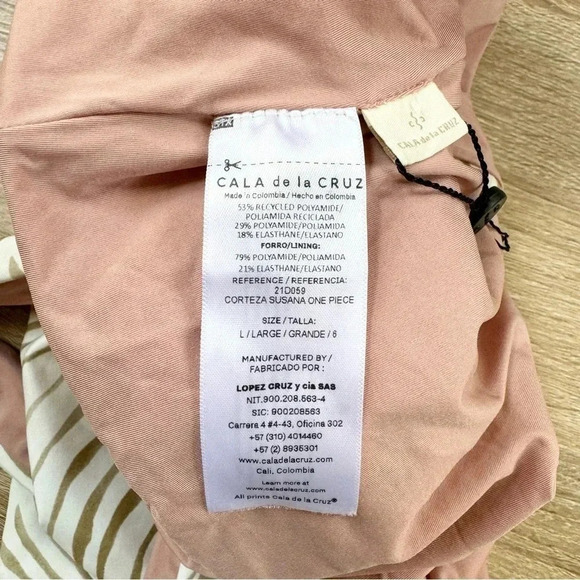 CALA de la CRUZ
Made in Colombia / Hecho en Colombia
53% RECYCLED POLYAMIDE/
POLIAMIDA RECICLADA
29% POLYAMIDE/POLIAMIDA
18% ELASTHANE/ELASTANO
FORRO/LINING:
79% POLYAMIDE/POLIAMIDA
21% ELASTHANE/ELASTANO
REFERENCE / REFERENCIA:
21D059
CORTEZA SUSANA ONE PIECE
SIZE / TALLA:
L / LARGE / GRANDE / 6
MANUFACTURED BY /
FABRICADO POR :
LOPEZ CRUZ y cia SAS
NIT.900.208.563-4
SIC: 900208563
Carrera 4 #4-43, Oficina 302
+57 (310) 4014460
+57 (2) 8935301
www.caladelacruz.com
Cali, Colombia
Learn more at
www.caladelacruz.com
All prints Cala de la Cruz®
CALA de la CRUZ